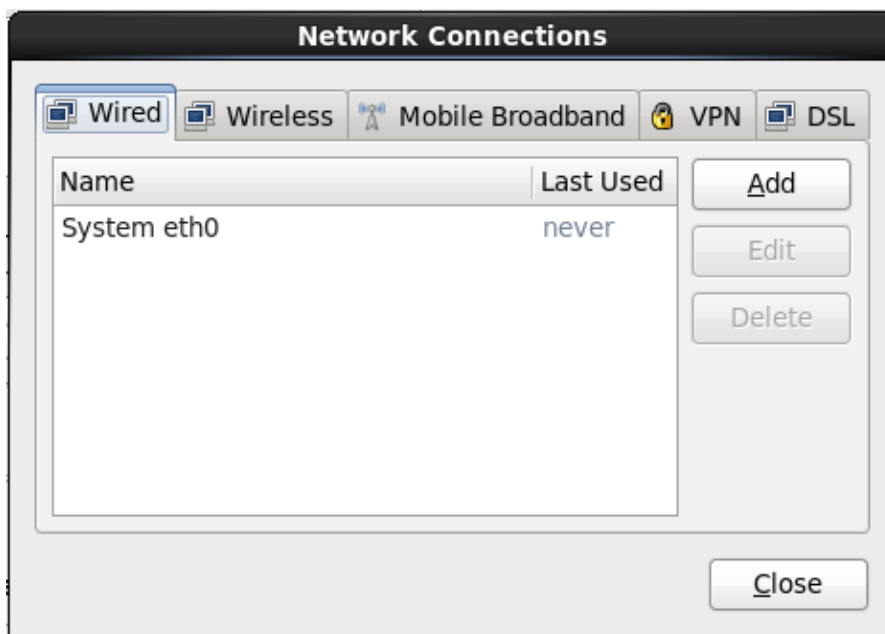 Network Connections
Wired Wireless Mobile Broadband VPN DSL
Name Last Used Add
System eth0 never
Edit
Delete
Close